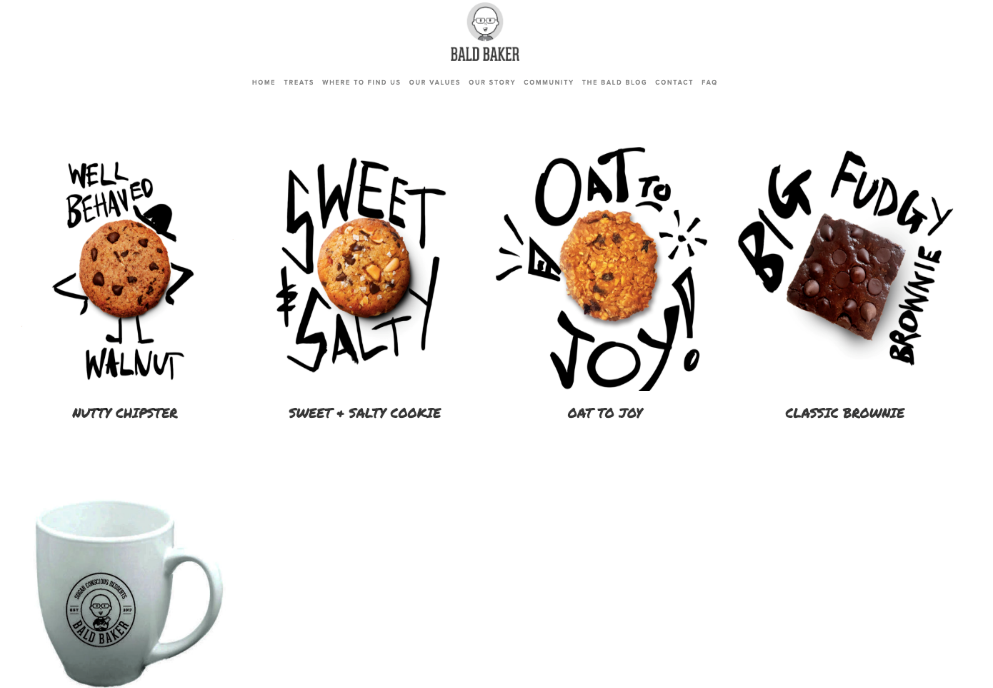 BALD BAKER
HOME TREATS WHERE TO FIND US OUR VALUES OUR STORY COMMUNITY THE BALD BLOG CONTACT FAQ
WELL
BEHAVED
WALNUT
SWEET
&
SALTY
OAT TO
JOY!
BIG FUDGY
BROWNIE
NUTTY CHIPSTER
SWEET & SALTY COOKIE
OAT TO JOY
CLASSIC BROWNIE
SUGAR CONSCIOUS DESSERTS
BALD BAKER